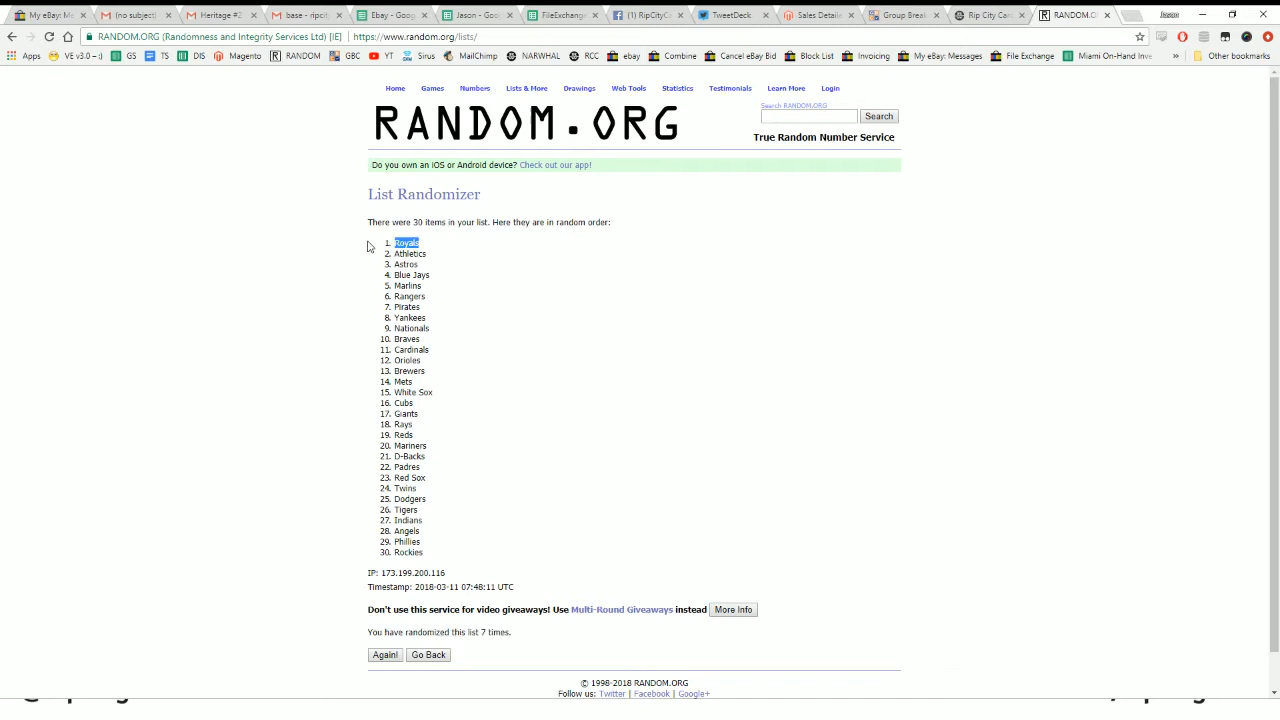 My eBay: Me
(no subject
Heritage #2
base - ripcit
Ebay - Goog
Jason - Goo
FileExchang
RipCityC
TweetDeck
Sales Detail
Group Break
Rip City Car
RANDOM.O
Jason
RANDOM.ORG (Randomness and Integrity Services Ltd) [IE] https://www.random.org/lists/
Apps VE v3.0 -- (:) GS TS DIS Magento RANDOM GBC YT Sirus MailChimp NARWHAL RCC ebay Combine Cancel eBay Bid Block List Invoicing My eBay: Messages File Exchange Miami On-Hand Inve » Other bookmarks
Home Games Numbers Lists & More Drawings Web Tools Statistics Testimonials Learn More Login
Search RANDOM.ORG
RANDOM.ORG
Search
True Random Number Service
Do you own an iOS or Android device? Check out our app!
List Randomizer
There were 30 items in your list. Here they are in random order:
1. Royals
2. Athletics
3. Astros
4. Blue Jays
5. Marlins
6. Rangers
7. Pirates
8. Yankees
9. Nationals
10. Braves
11. Cardinals
12. Orioles
13. Brewers
14. Mets
15. White Sox
16. Cubs
17. Giants
18. Rays
19. Reds
20. Mariners
21. D-Backs
22. Padres
23. Red Sox
24. Twins
25. Dodgers
26. Tigers
27. Indians
28. Angels
29. Phillies
30. Rockies
IP: 173.199.200.116
Timestamp: 2018-03-11 07:48:11 UTC
Don't use this service for video giveaways! Use Multi-Round Giveaways instead More Info
You have randomized this list 7 times.
Again! Go Back
© 1998-2018 RANDOM.ORG
Follow us: Twitter | Facebook | Google+